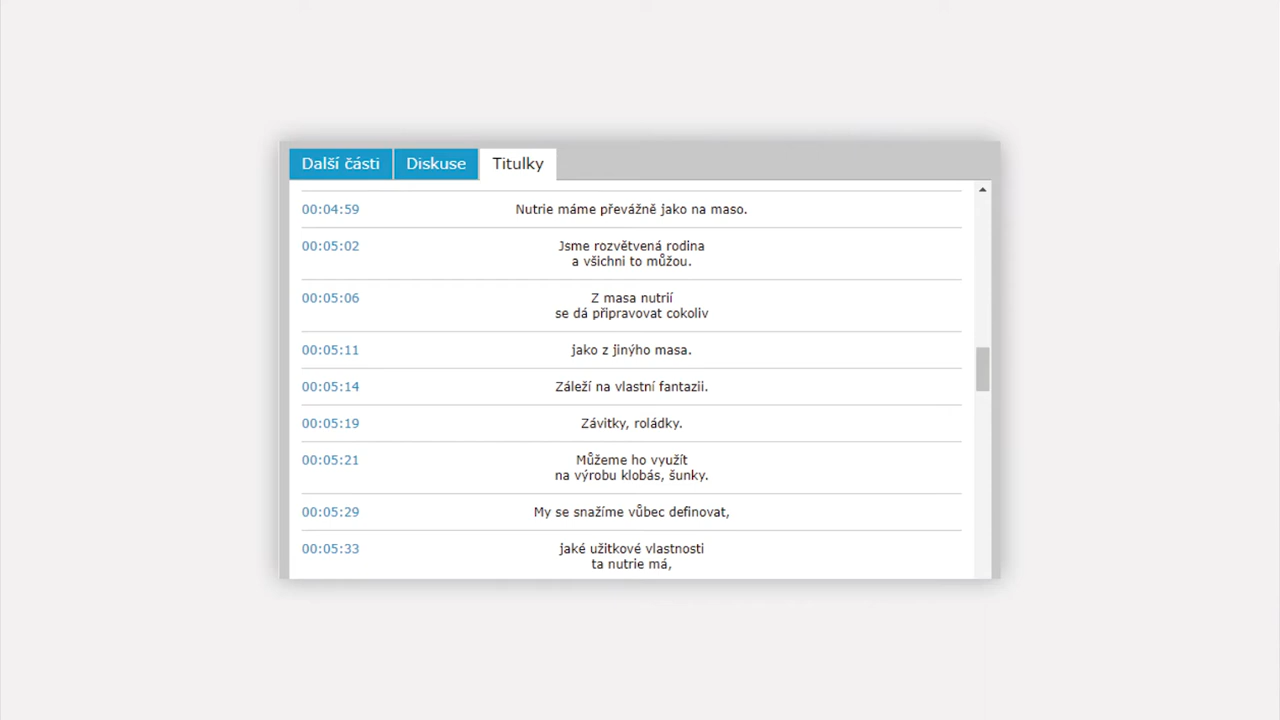 Další části Diskuse Titulky
00:04:59 Nutrie máme převážně jako na maso.
00:05:02 Jsme rozvětvená rodina
a všichni to můžou.
00:05:06 Z masa nutrií
se dá připravovat cokoliv
00:05:11 jako z jinýho masa.
00:05:14 Záleží na vlastní fantazii.
00:05:19 Závitky, roládky.
00:05:21 Můžeme ho využít
na výrobu klobás, šunky.
00:05:29 My se snažíme vůbec definovat,
00:05:33 jaké užitkové vlastnosti
ta nutrie má,